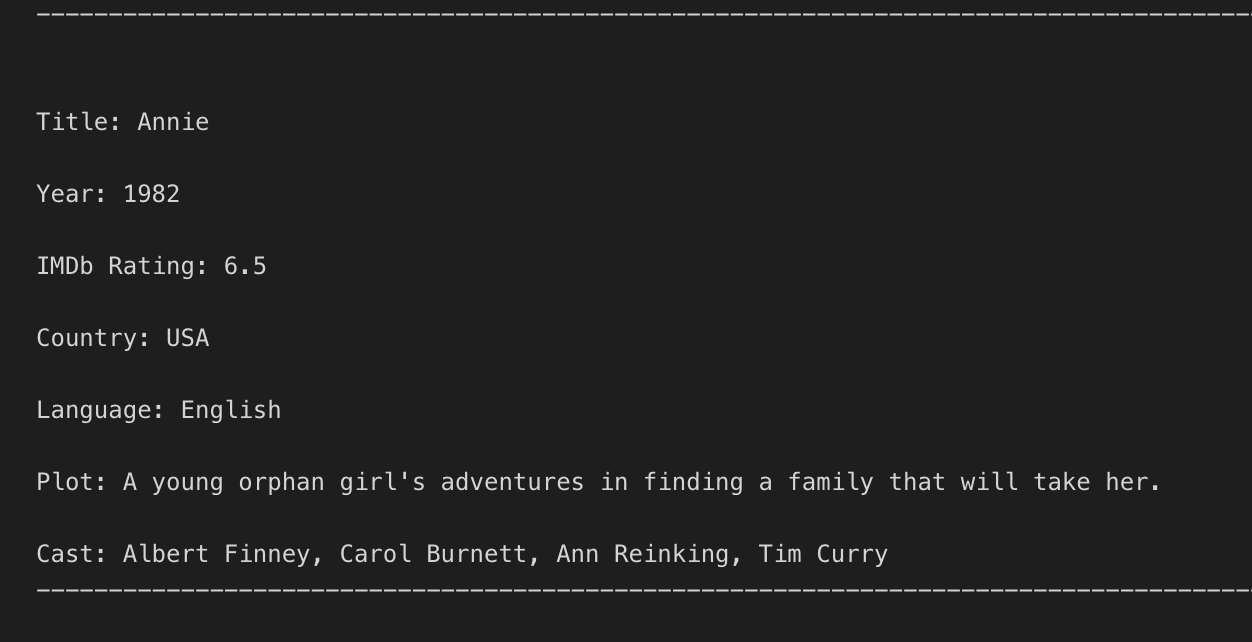 Title: Annie
Year: 1982
IMDb Rating: 6.5
Country: USA
Language: English
Plot: A young orphan girl's adventures in finding a family that will take her.
Cast: Albert Finney, Carol Burnett, Ann Reinking, Tim Curry